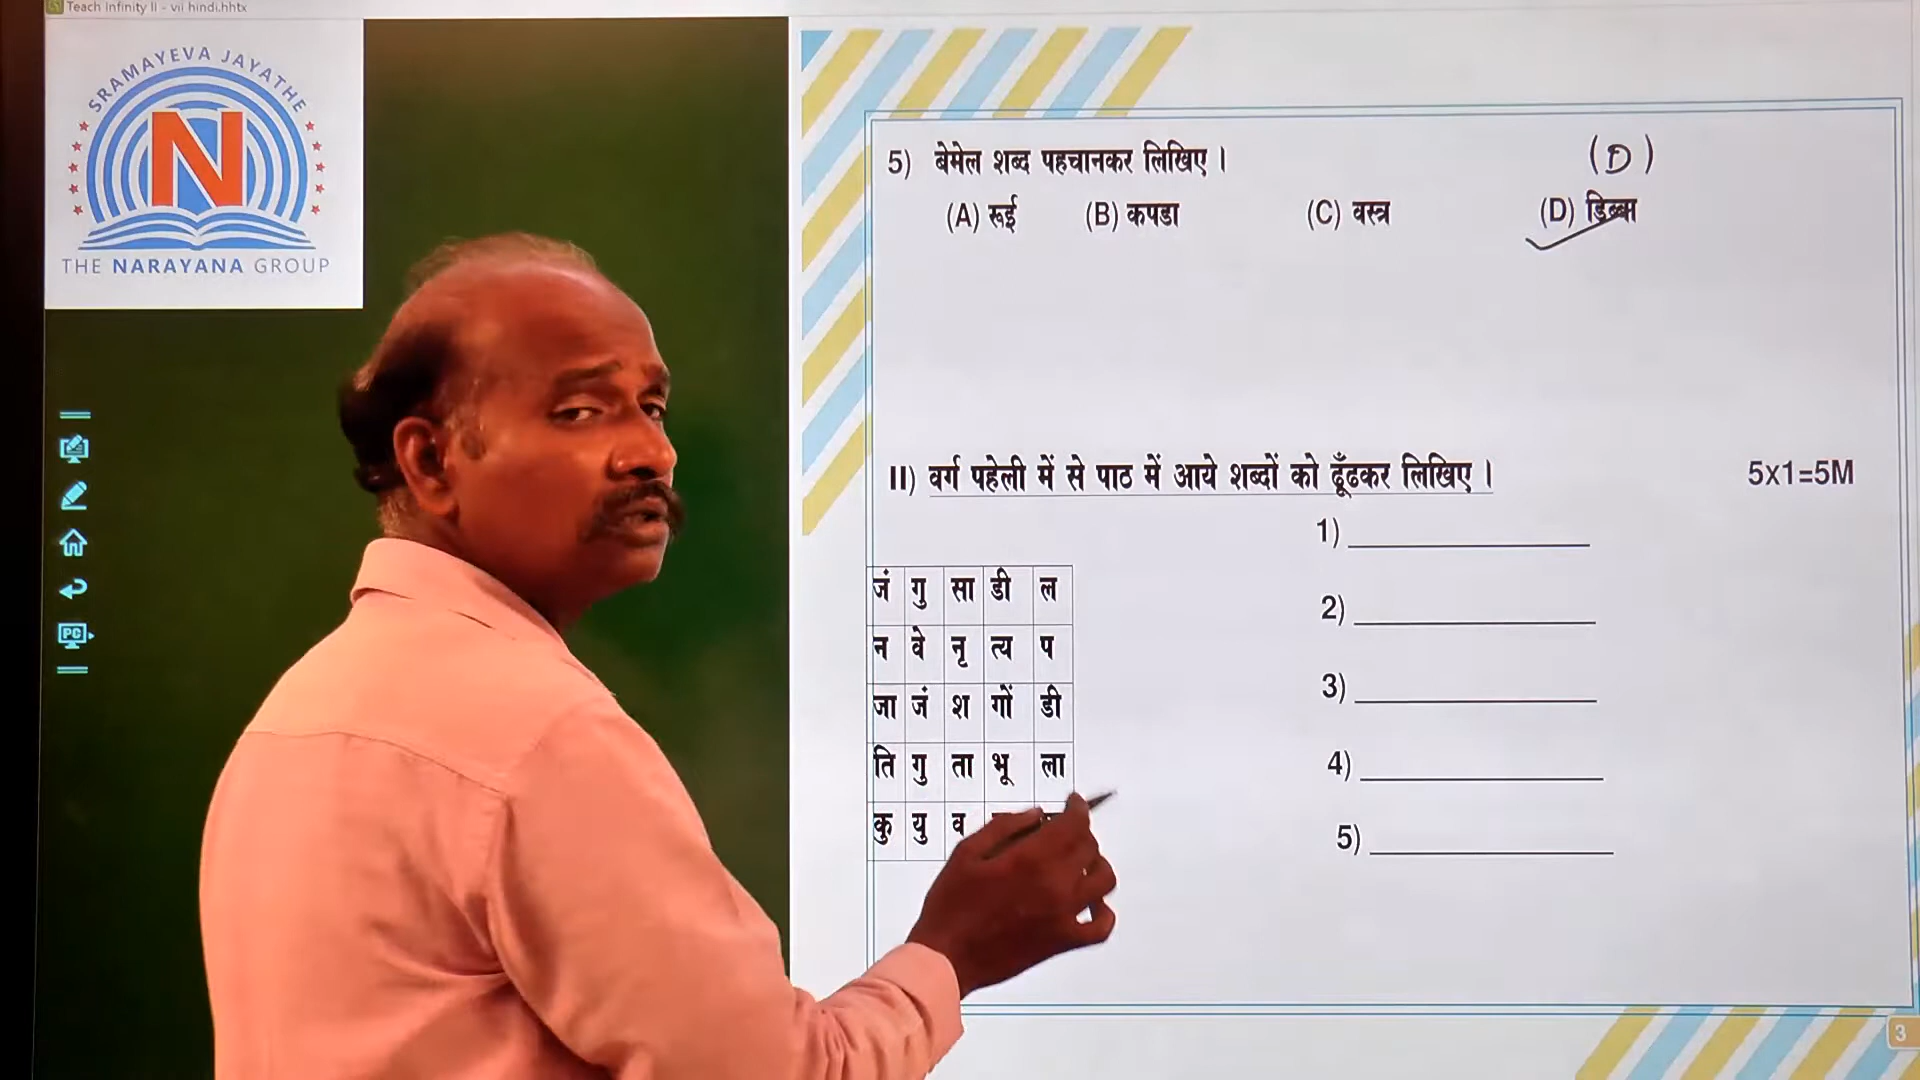 Teach Infinity II - vii hindi.hhtx
SRAMAYEVA JAYATHE
N
THE NARAYANA GROUP
PC
5) बेमेल शब्द पहचानकर लिखिए ।
(D)
(A) रूई (B) कपडा (C) वस्त्र (D) डिब्बा
II) वर्ग पहेली में से पाठ में आये शब्दों को ढूँढकर लिखिए । 5x1=5M
जं गु सा डी ल
न वे नृ त्य प
जा जं श गों डी
ति गु ता भू ला
कु यु व
1)
2)
3)
4)
5)
3